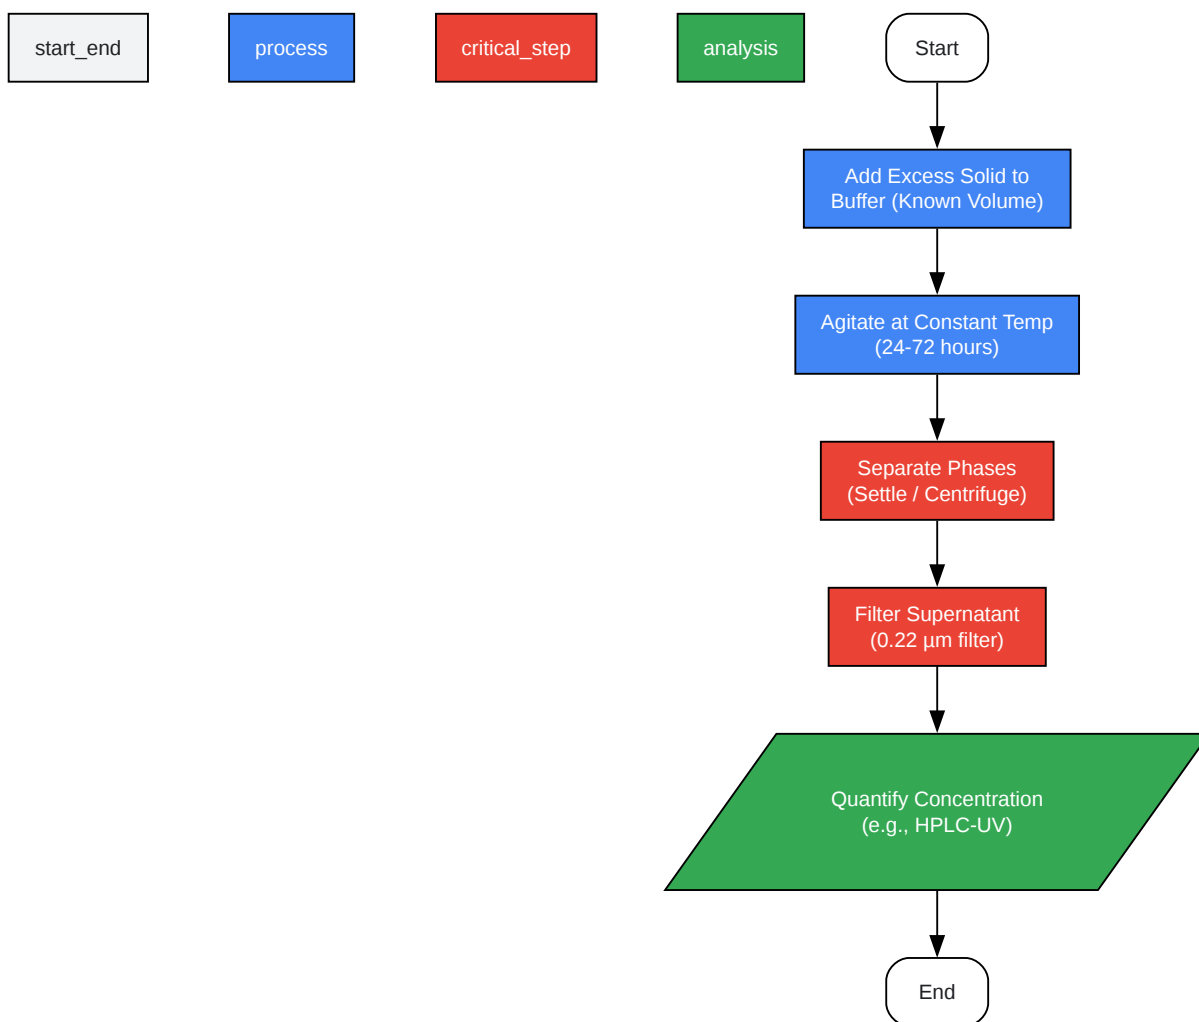 start_end
process
critical_step
analysis
Start
Add Excess Solid to
Buffer (Known Volume)
Agitate at Constant Temp
(24-72 hours)
Separate Phases
(Settle / Centrifuge)
Filter Supernatant
(0.22 µm filter)
Quantify Concentration
(e.g., HPLC-UV)
End